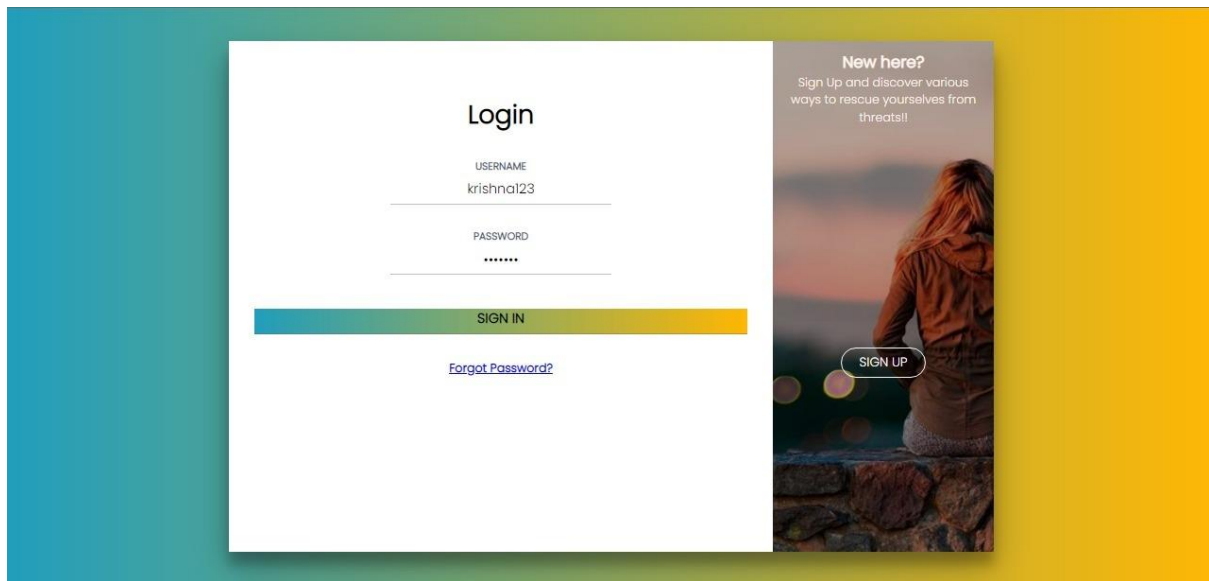 Login
USERNAME
krishna123
PASSWORD
•••••••
SIGN IN
Forgot Password?
New here?
Sign Up and discover various
ways to rescue yourselves from
threats!!
SIGN UP